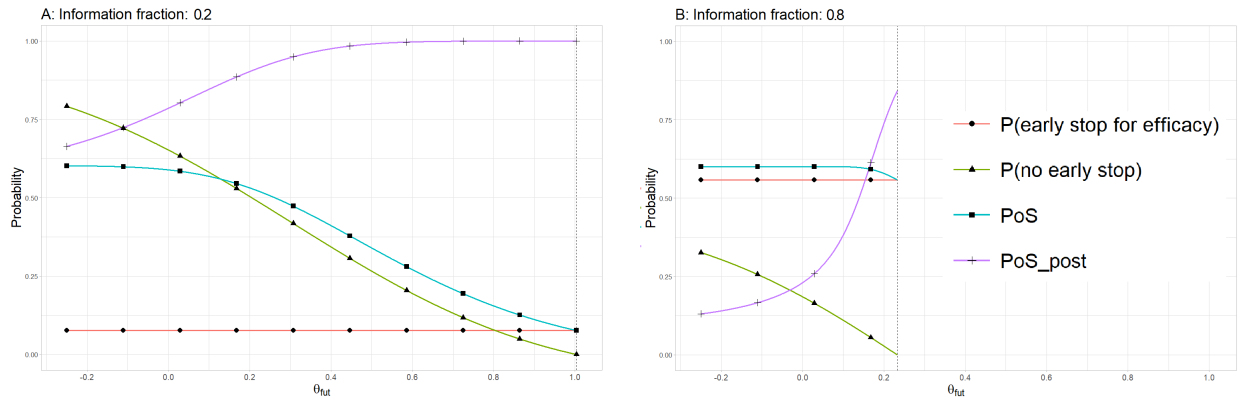 A: Information fraction: 0.2
Probability
1.00
0.75
0.50
0.25
0.00
-0.2 0.0 0.2 0.4 0.6 0.8 1.0
θfut
B: Information fraction: 0.8
Probability
1.00
0.75
0.50
0.25
0.00
-0.2 0.0 0.2 0.4 0.6 0.8 1.0
θfut
P(early stop for efficacy)
P(no early stop)
PoS
PoS_post